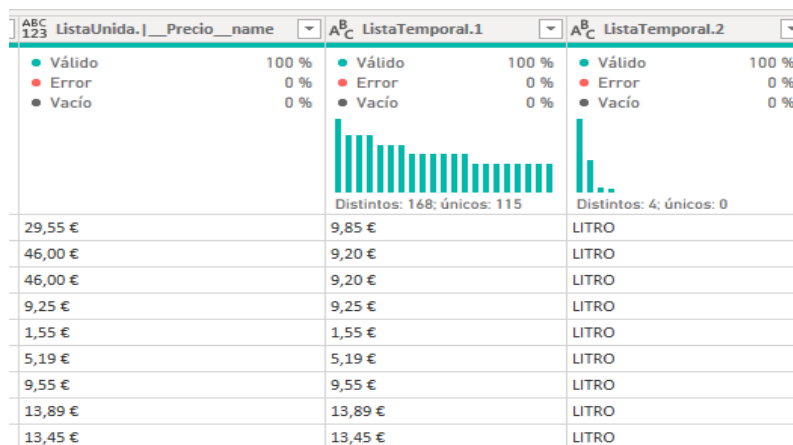 ABC 123 ListaUnida.|__Precio__name ABC ListaTemporal.1 ABC ListaTemporal.2
Válido 100 % Válido 100 % Válido 100 %
Error 0 % Error 0 % Error 0 %
Vacío 0 % Vacío 0 % Vacío 0 %
Distintos: 168; únicos: 115 Distintos: 4; únicos: 0
29,55 € 9,85 € LITRO
46,00 € 9,20 € LITRO
46,00 € 9,20 € LITRO
9,25 € 9,25 € LITRO
1,55 € 1,55 € LITRO
5,19 € 5,19 € LITRO
9,55 € 9,55 € LITRO
13,89 € 13,89 € LITRO
13,45 € 13,45 € LITRO